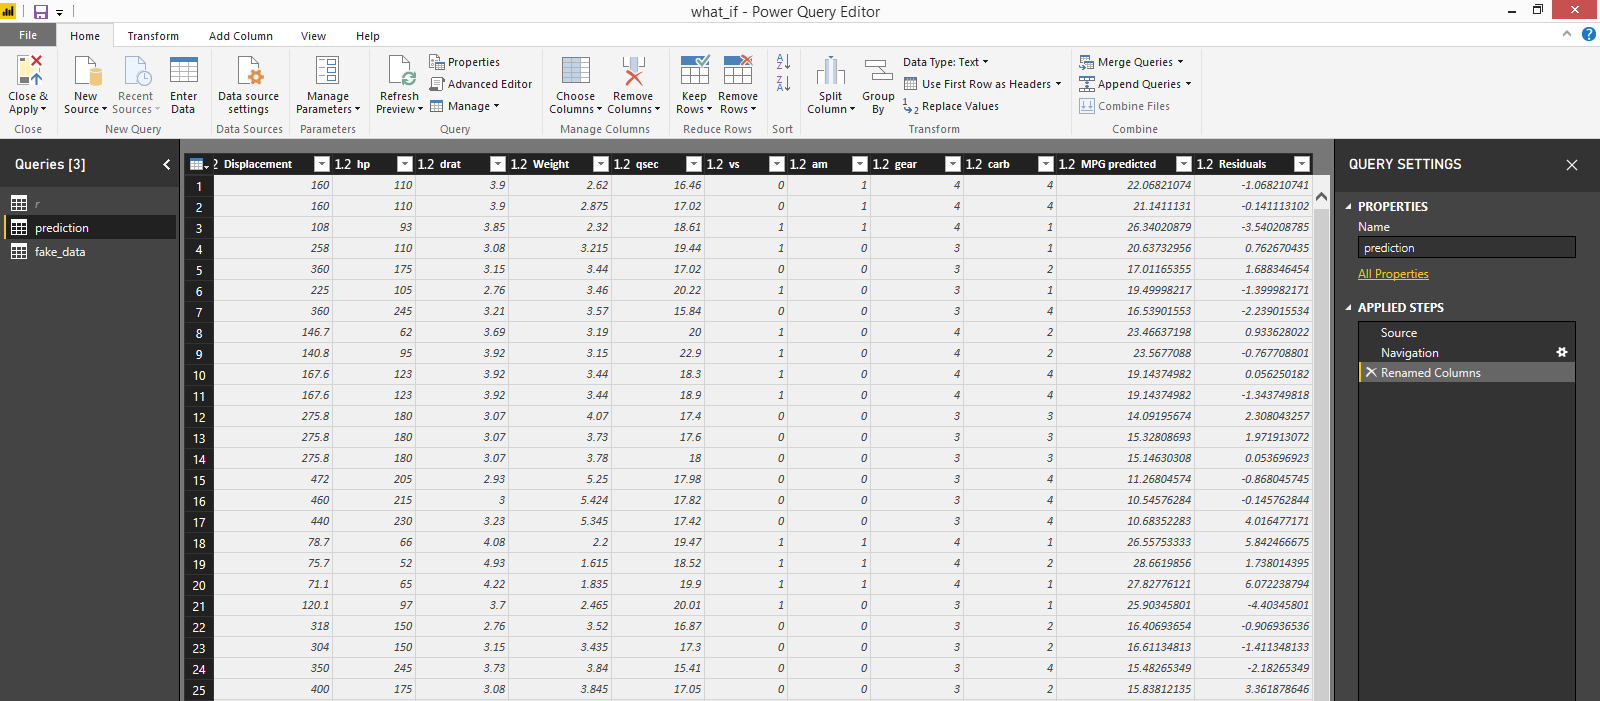 what_if - Power Query Editor
File Home Transform Add Column View Help
Close & Apply
New Source
Recent Sources
Enter Data
Data source settings
Manage Parameters
Refresh Preview
Properties
Advanced Editor
Manage
Choose Columns
Remove Columns
Keep Rows
Remove Rows
Split Column
Group By
Data Type: Text
Use First Row as Headers
Replace Values
Merge Queries
Append Queries
Combine Files
Close New Query Data Sources Parameters Query Manage Columns Reduce Rows Sort Transform Combine
Queries [3]
r
prediction
fake_data
2 Displacement 1.2 hp 1.2 drat 1.2 Weight 1.2 qsec 1.2 vs 1.2 am 1.2 gear 1.2 carb 1.2 MPG predicted 1.2 Residuals
1 160 110 3.9 2.62 16.46 0 1 4 4 22.06821074 -1.068210741
2 160 110 3.9 2.875 17.02 0 1 4 4 21.1411131 -0.141113102
3 108 93 3.85 2.32 18.61 1 1 4 1 26.34020879 -3.540208785
4 258 110 3.08 3.215 19.44 1 0 3 1 20.63732956 0.762670435
5 360 175 3.15 3.44 17.02 0 0 3 2 17.01165355 1.688346454
6 225 105 2.76 3.46 20.22 1 0 3 1 19.49998217 -1.399982171
7 360 245 3.21 3.57 15.84 0 0 3 4 16.53901553 -2.239015534
8 146.7 62 3.69 3.19 20 1 0 4 2 23.46637198 0.933628022
9 140.8 95 3.92 3.15 22.9 1 0 4 2 23.5677088 -0.767708801
10 167.6 123 3.92 3.44 18.3 1 0 4 4 19.14374982 0.056250182
11 167.6 123 3.92 3.44 18.9 1 0 4 4 19.14374982 -1.343749818
12 275.8 180 3.07 4.07 17.4 0 0 3 3 14.09195674 2.308043257
13 275.8 180 3.07 3.73 17.6 0 0 3 3 15.32808693 1.971913072
14 275.8 180 3.07 3.78 18 0 0 3 3 15.14630308 0.053696923
15 472 205 2.93 5.25 17.98 0 0 3 4 11.26804574 -0.868045745
16 460 215 3 5.424 17.82 0 0 3 4 10.54576284 -0.145762844
17 440 230 3.23 5.345 17.42 0 0 3 4 10.68352283 4.016477171
18 78.7 66 4.08 2.2 19.47 1 1 4 1 26.55753333 5.842466675
19 75.7 52 4.93 1.615 18.52 1 1 4 2 28.6619856 1.738014395
20 71.1 65 4.22 1.835 19.9 1 1 4 1 27.82776121 6.072238794
21 120.1 97 3.7 2.465 20.01 1 0 3 1 25.90345801 -4.40345801
22 318 150 2.76 3.52 16.87 0 0 3 2 16.40693654 -0.906936536
23 304 150 3.15 3.435 17.3 0 0 3 2 16.61134813 -1.411348133
24 350 245 3.73 3.84 15.41 0 0 3 4 15.48265349 -2.18265349
25 400 175 3.08 3.845 17.05 0 0 3 2 15.83812135 3.361878646
QUERY SETTINGS
PROPERTIES
Name
prediction
All Properties
APPLIED STEPS
Source
Navigation
Renamed Columns